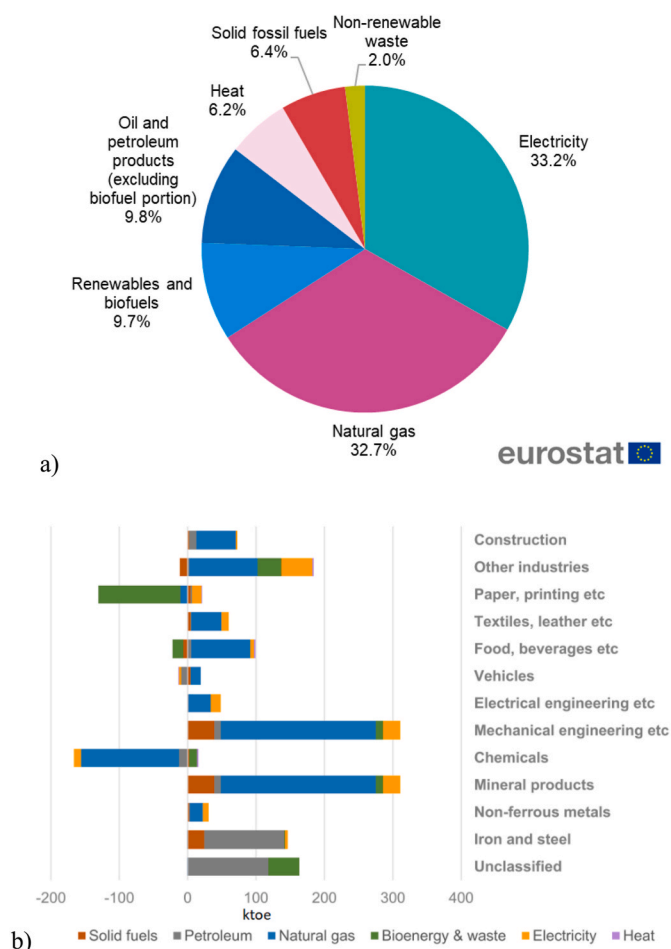 Solid fossil fuels
6.4%
Non-renewable
waste
2.0%
Heat
6.2%
Oil and
petroleum
products
(excluding
biofuel portion)
9.8%
Electricity
33.2%
Renewables and
biofuels
9.7%
Natural gas
32.7%
a)
eurostat
Construction
Other industries
Paper, printing etc
Textiles, leather etc
Food, beverages etc
Vehicles
Electrical engineering etc
Mechanical engineering etc
Chemicals
Mineral products
Non-ferrous metals
Iron and steel
Unclassified
-200 -100 0 100 200 300 400
ktoe
b)
Solid fuels Petroleum Natural gas Bioenergy & waste Electricity Heat